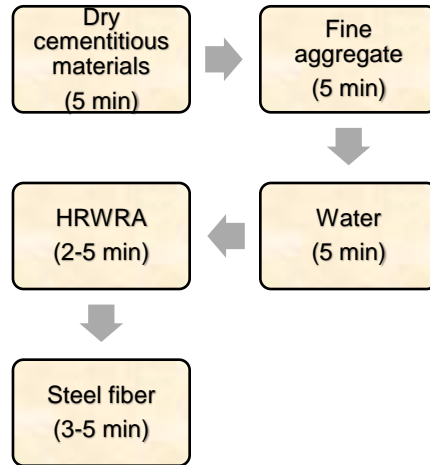 Dry
cementitious
materials
(5 min)
Fine
aggregate
(5 min)
Water
(5 min)
HRWRA
(2-5 min)
Steel fiber
(3-5 min)